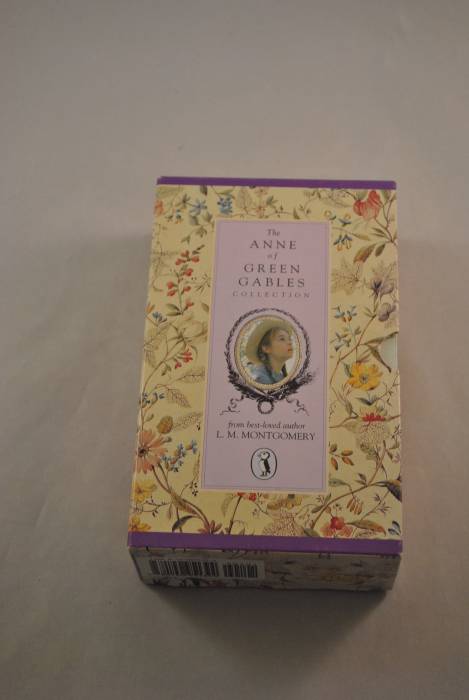 The
ANNE
of
GREEN
GABLES
COLLECTION
from best-loved author
L. M. MONTGOMERY